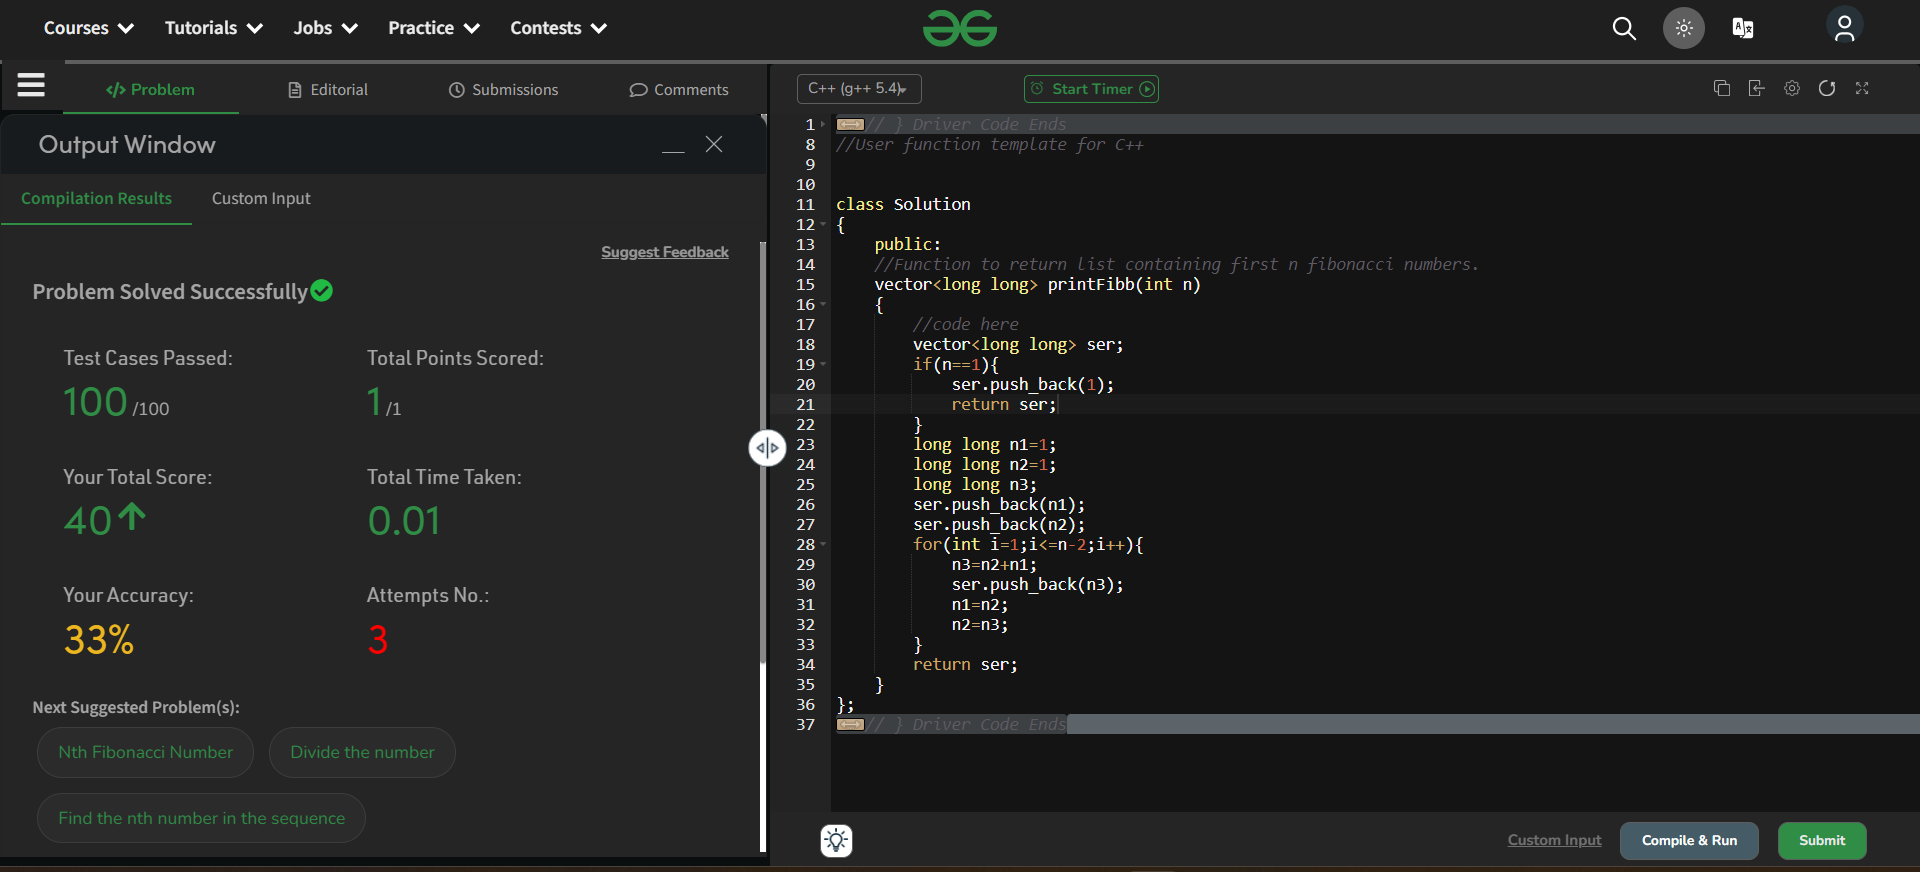 Courses Tutorials Jobs Practice Contests
</> Problem Editorial Submissions Comments
Output Window
Compilation Results Custom Input
Suggest Feedback
Problem Solved Successfully
Test Cases Passed: Total Points Scored:
100 /100 1 /1
Your Total Score: Total Time Taken:
40 0.01
Your Accuracy: Attempts No.:
33% 3
Next Suggested Problem(s):
Nth Fibonacci Number Divide the number
Find the nth number in the sequence
C++ (g++ 5.4) Start Timer
1 // } Driver Code Ends
8 //User function template for C++
9
10
11 class Solution
12 {
13 public:
14 //Function to return list containing first n fibonacci numbers.
15 vector<long long> printFibb(int n)
16 {
17 //code here
18 vector<long long> ser;
19 if(n==1){
20 ser.push_back(1);
21 return ser;
22 }
23 long long n1=1;
24 long long n2=1;
25 long long n3;
26 ser.push_back(n1);
27 ser.push_back(n2);
28 for(int i=1;i<=n-2;i++){
29 n3=n2+n1;
30 ser.push_back(n3);
31 n1=n2;
32 n2=n3;
33 }
34 return ser;
35 }
36 };
37 // } Driver Code Ends
Custom Input Compile & Run Submit